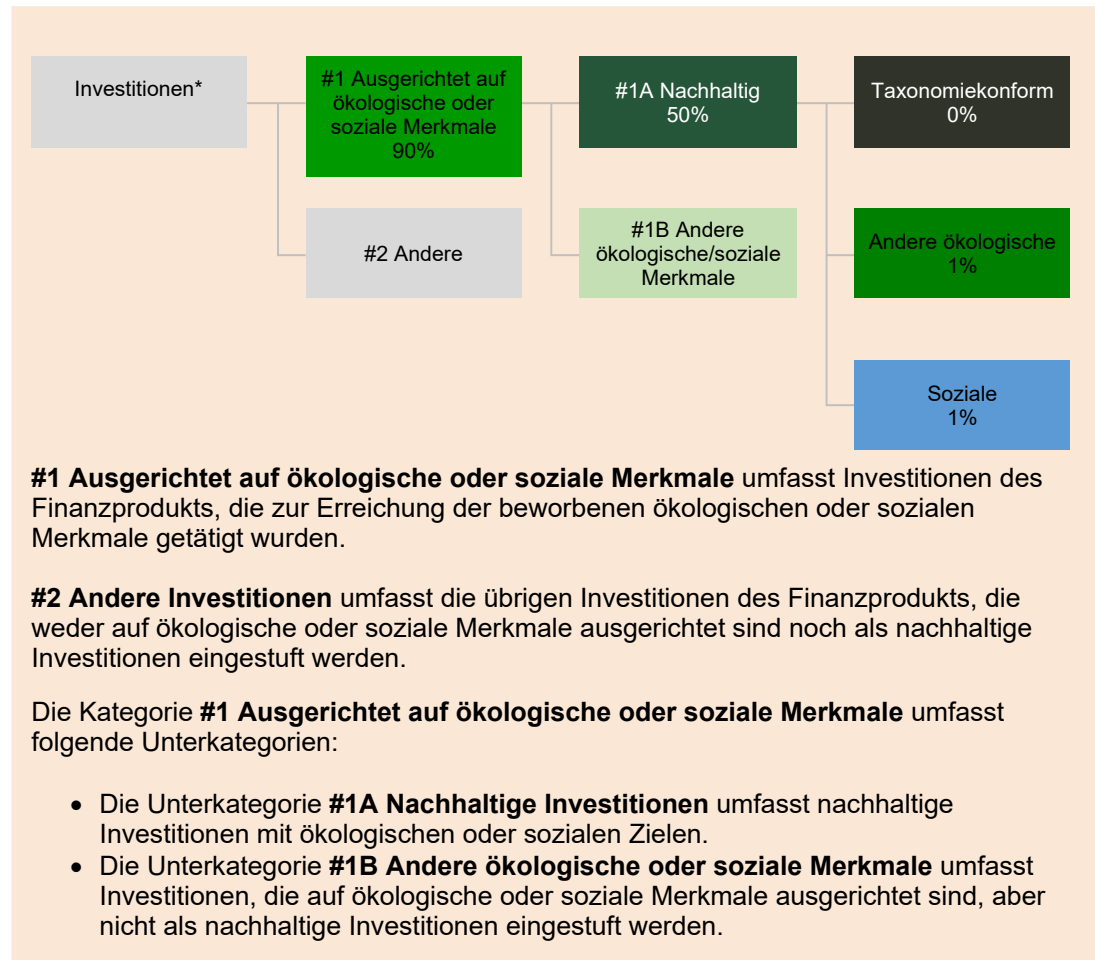 Investitionen*
#1 Ausgerichtet auf
ökologische oder
soziale Merkmale
90%
#1A Nachhaltig
50%
Taxonomiekonform
0%
#2 Andere
#1B Andere
ökologische/soziale
Merkmale
Andere ökologische
1%
Soziale
1%
#1 Ausgerichtet auf ökologische oder soziale Merkmale umfasst Investitionen des
Finanzprodukts, die zur Erreichung der beworbenen ökologischen oder sozialen
Merkmale getätigt wurden.
#2 Andere Investitionen umfasst die übrigen Investitionen des Finanzprodukts, die
weder auf ökologische oder soziale Merkmale ausgerichtet sind noch als nachhaltige
Investitionen eingestuft werden.
Die Kategorie #1 Ausgerichtet auf ökologische oder soziale Merkmale umfasst
folgende Unterkategorien:
• Die Unterkategorie #1A Nachhaltige Investitionen umfasst nachhaltige
Investitionen mit ökologischen oder sozialen Zielen.
• Die Unterkategorie #1B Andere ökologische oder soziale Merkmale umfasst
Investitionen, die auf ökologische oder soziale Merkmale ausgerichtet sind, aber
nicht als nachhaltige Investitionen eingestuft werden.